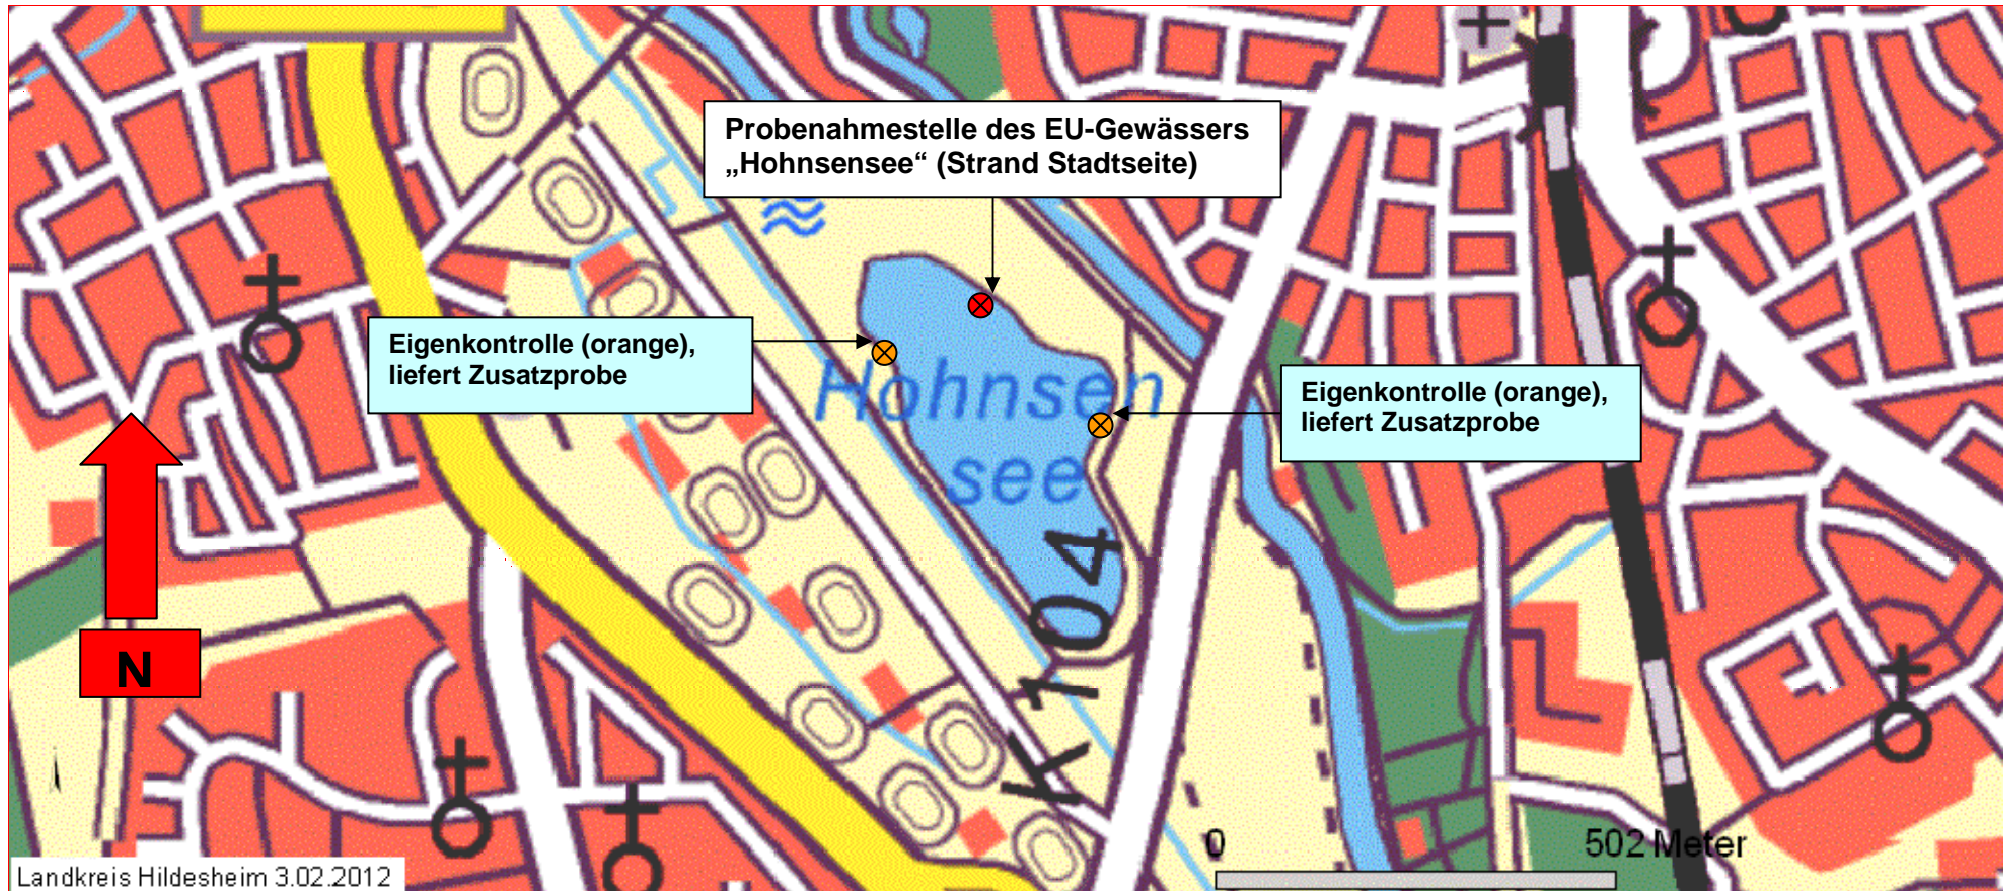 Probenahmestelle des EU-Gewässers
„Hohnsensee“ (Strand Stadtseite)
Eigenkontrolle (orange),
liefert Zusatzprobe
Hohnsen
see
Eigenkontrolle (orange),
liefert Zusatzprobe
K 104
N
0
502 Meter
Landkreis Hildesheim 3.02.2012